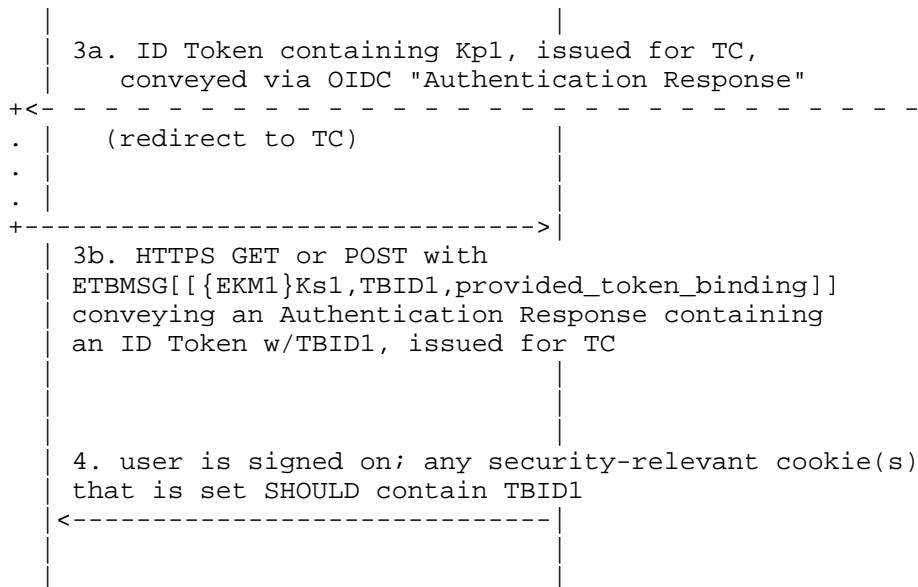 3a. ID Token containing Kp1, issued for TC,
conveyed via OIDC "Authentication Response"
(redirect to TC)
3b. HTTPS GET or POST with
ETBMSG[[{EKM1}Ks1,TBID1,provided_token_binding]]
conveying an Authentication Response containing
an ID Token w/TBID1, issued for TC
4. user is signed on; any security-relevant cookie(s)
that is set SHOULD contain TBID1